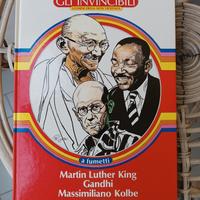 GLI INVINCIBILI
a fumetti
Martin Luther King
Gandhi
Massimiliano Kolbe